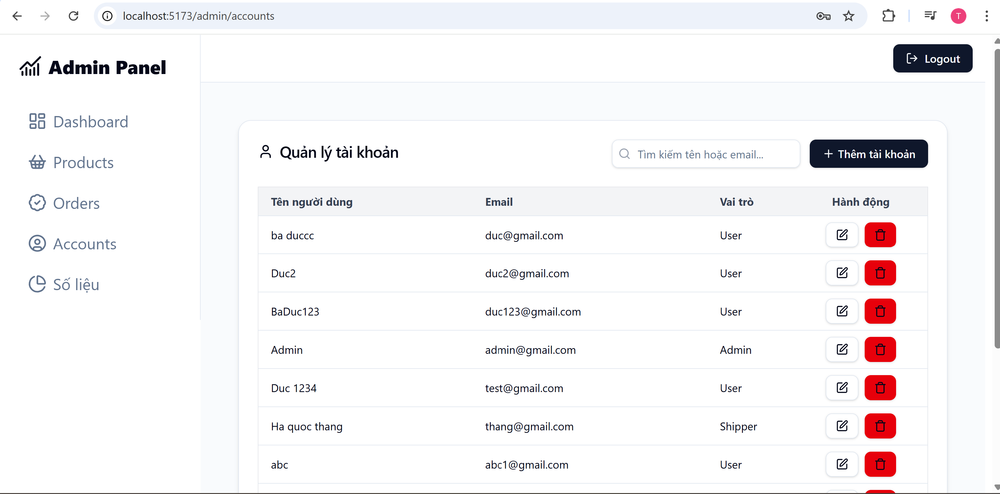 localhost:5173/admin/accounts
T
Admin Panel
Logout
Dashboard
Products
Orders
Accounts
Số liệu
Quản lý tài khoản
Tìm kiếm tên hoặc email...
+ Thêm tài khoản
Tên người dùng Email Vai trò Hành động
ba duccc duc@gmail.com User
Duc2 duc2@gmail.com User
BaDuc123 duc123@gmail.com User
Admin admin@gmail.com Admin
Duc 1234 test@gmail.com User
Ha quoc thang thang@gmail.com Shipper
abc abc1@gmail.com User